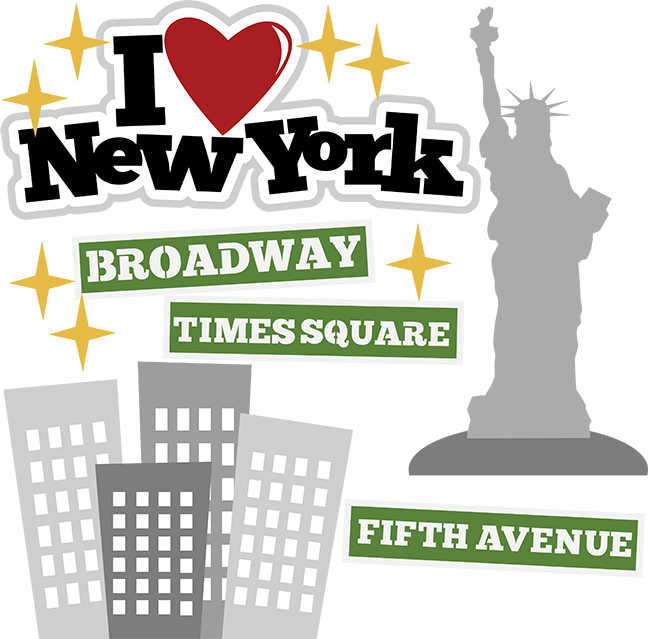 I
New York
BROADWAY
TIMES SQUARE
FIFTH AVENUE